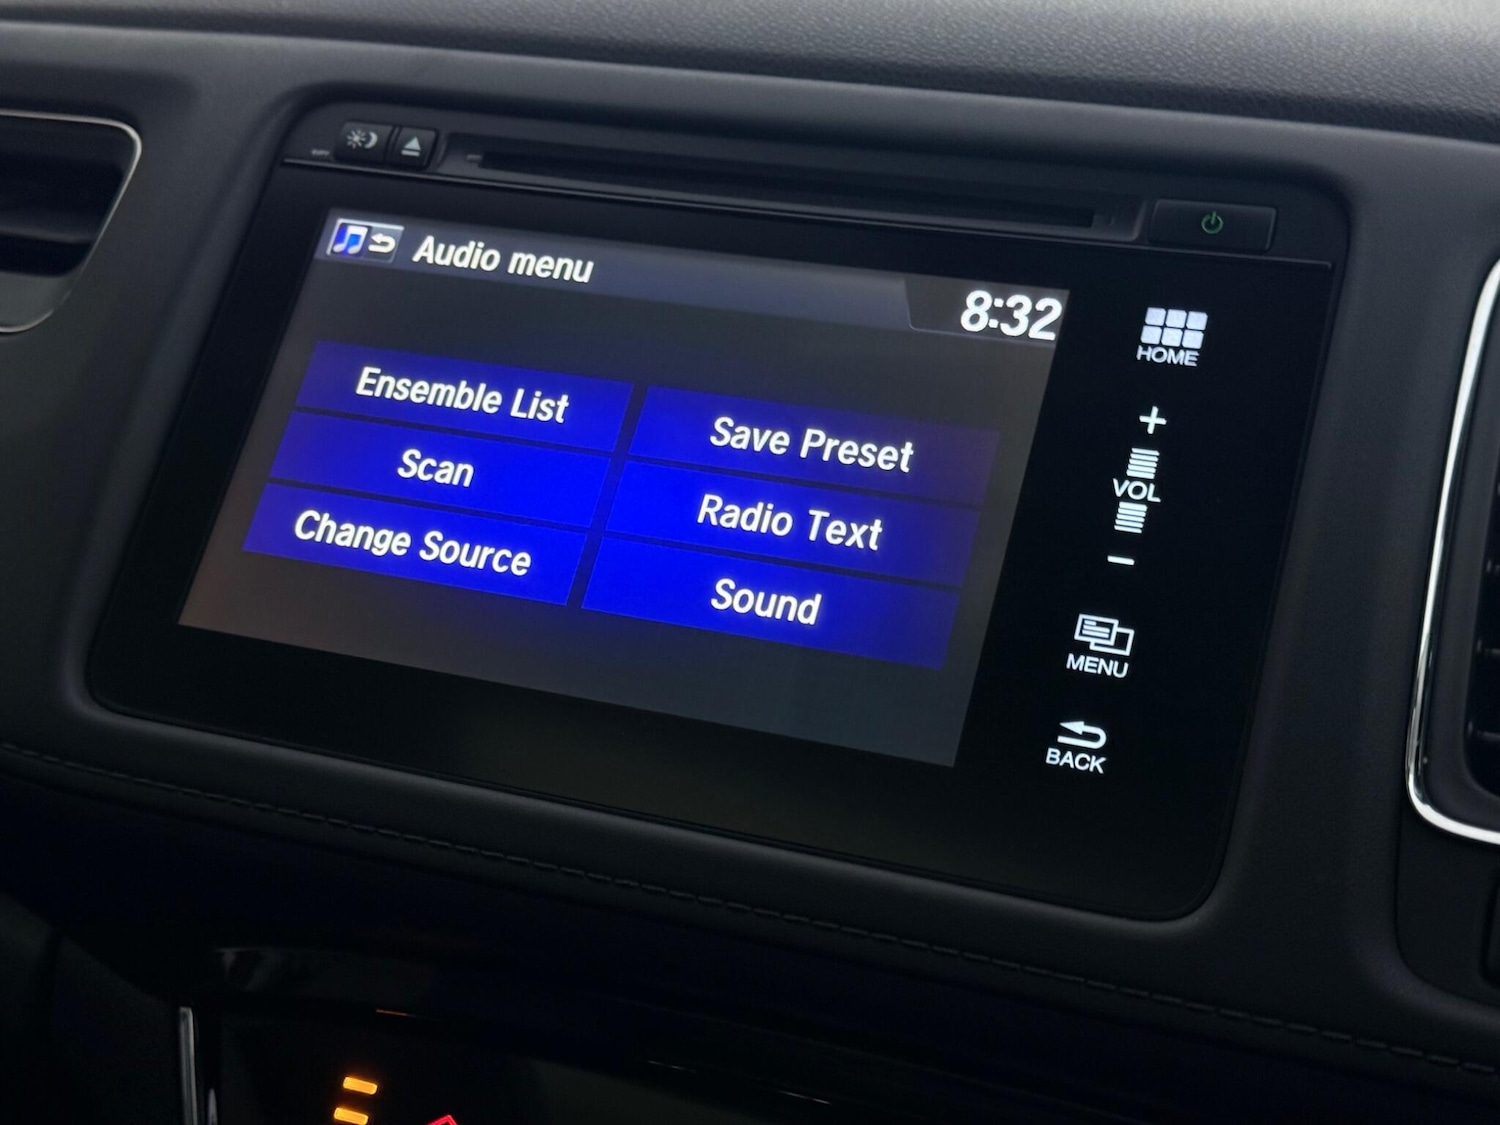 Audio menu
8:32
Ensemble List
Save Preset
Scan
Radio Text
Change Source
Sound
HOME
+
VOL
−
MENU
BACK